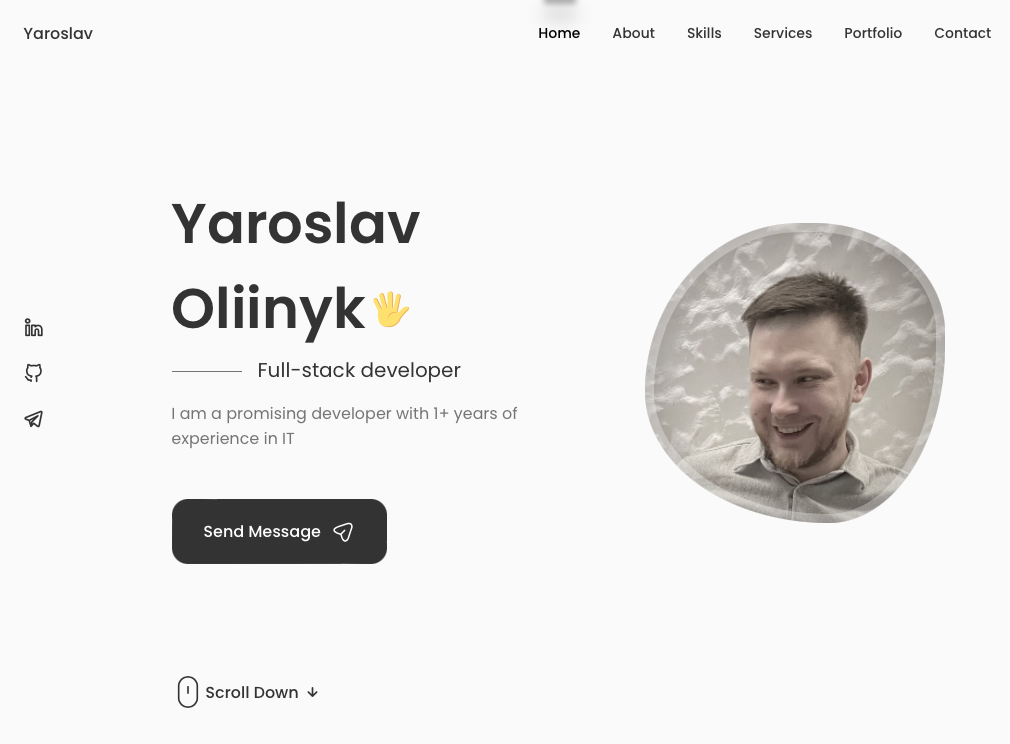 Yaroslav
Home About Skills Services Portfolio Contact
Yaroslav
Oliinyk🖐
Full-stack developer
I am a promising developer with 1+ years of
experience in IT
Send Message
Scroll Down ↓